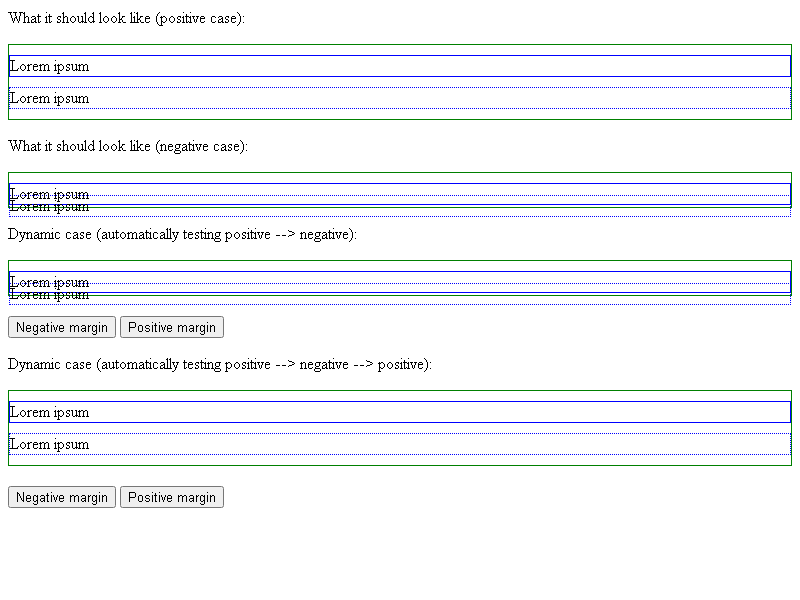 What it should look like (positive case):
Lorem ipsum
Lorem ipsum
What it should look like (negative case):
Lorem ipsum
Lorem ipsum
Dynamic case (automatically testing positive --> negative):
Lorem ipsum
Lorem ipsum
Negative margin Positive margin
Dynamic case (automatically testing positive --> negative --> positive):
Lorem ipsum
Lorem ipsum
Negative margin Positive margin